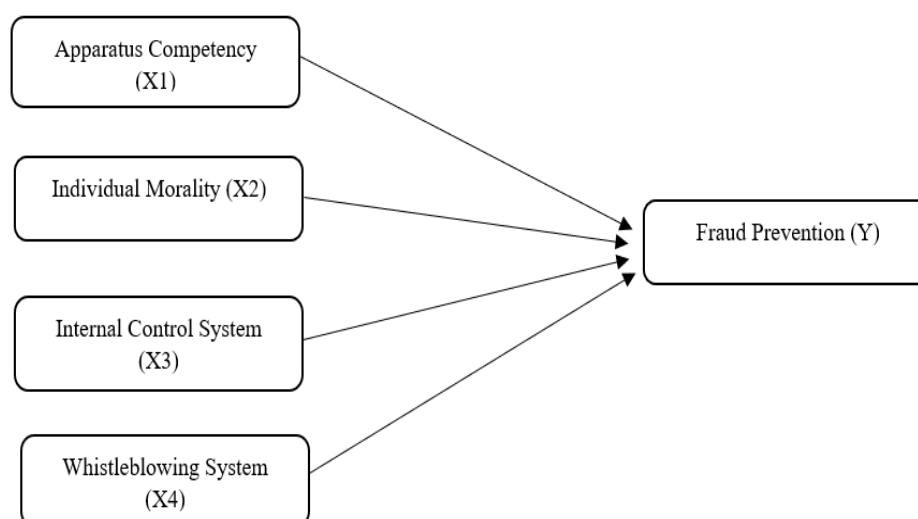 Apparatus Competency
(X1)
Individual Morality (X2)
Fraud Prevention (Y)
Internal Control System
(X3)
Whistleblowing System
(X4)